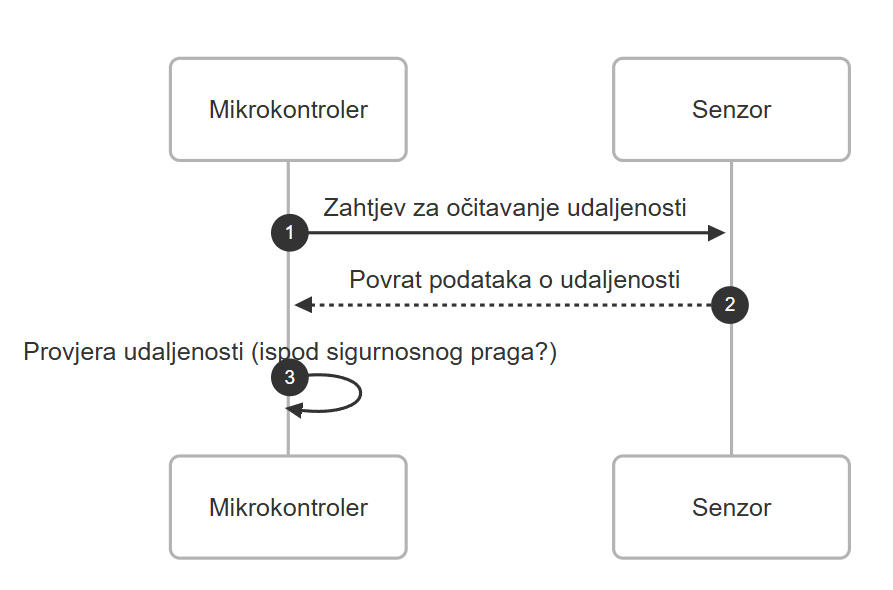 Mikrokontroler
Senzor
Zahtjev za očitavanje udaljenosti
1
Povrat podataka o udaljenosti
2
Provjera udaljenosti (ispod sigurnosnog praga?)
3
Mikrokontroler
Senzor